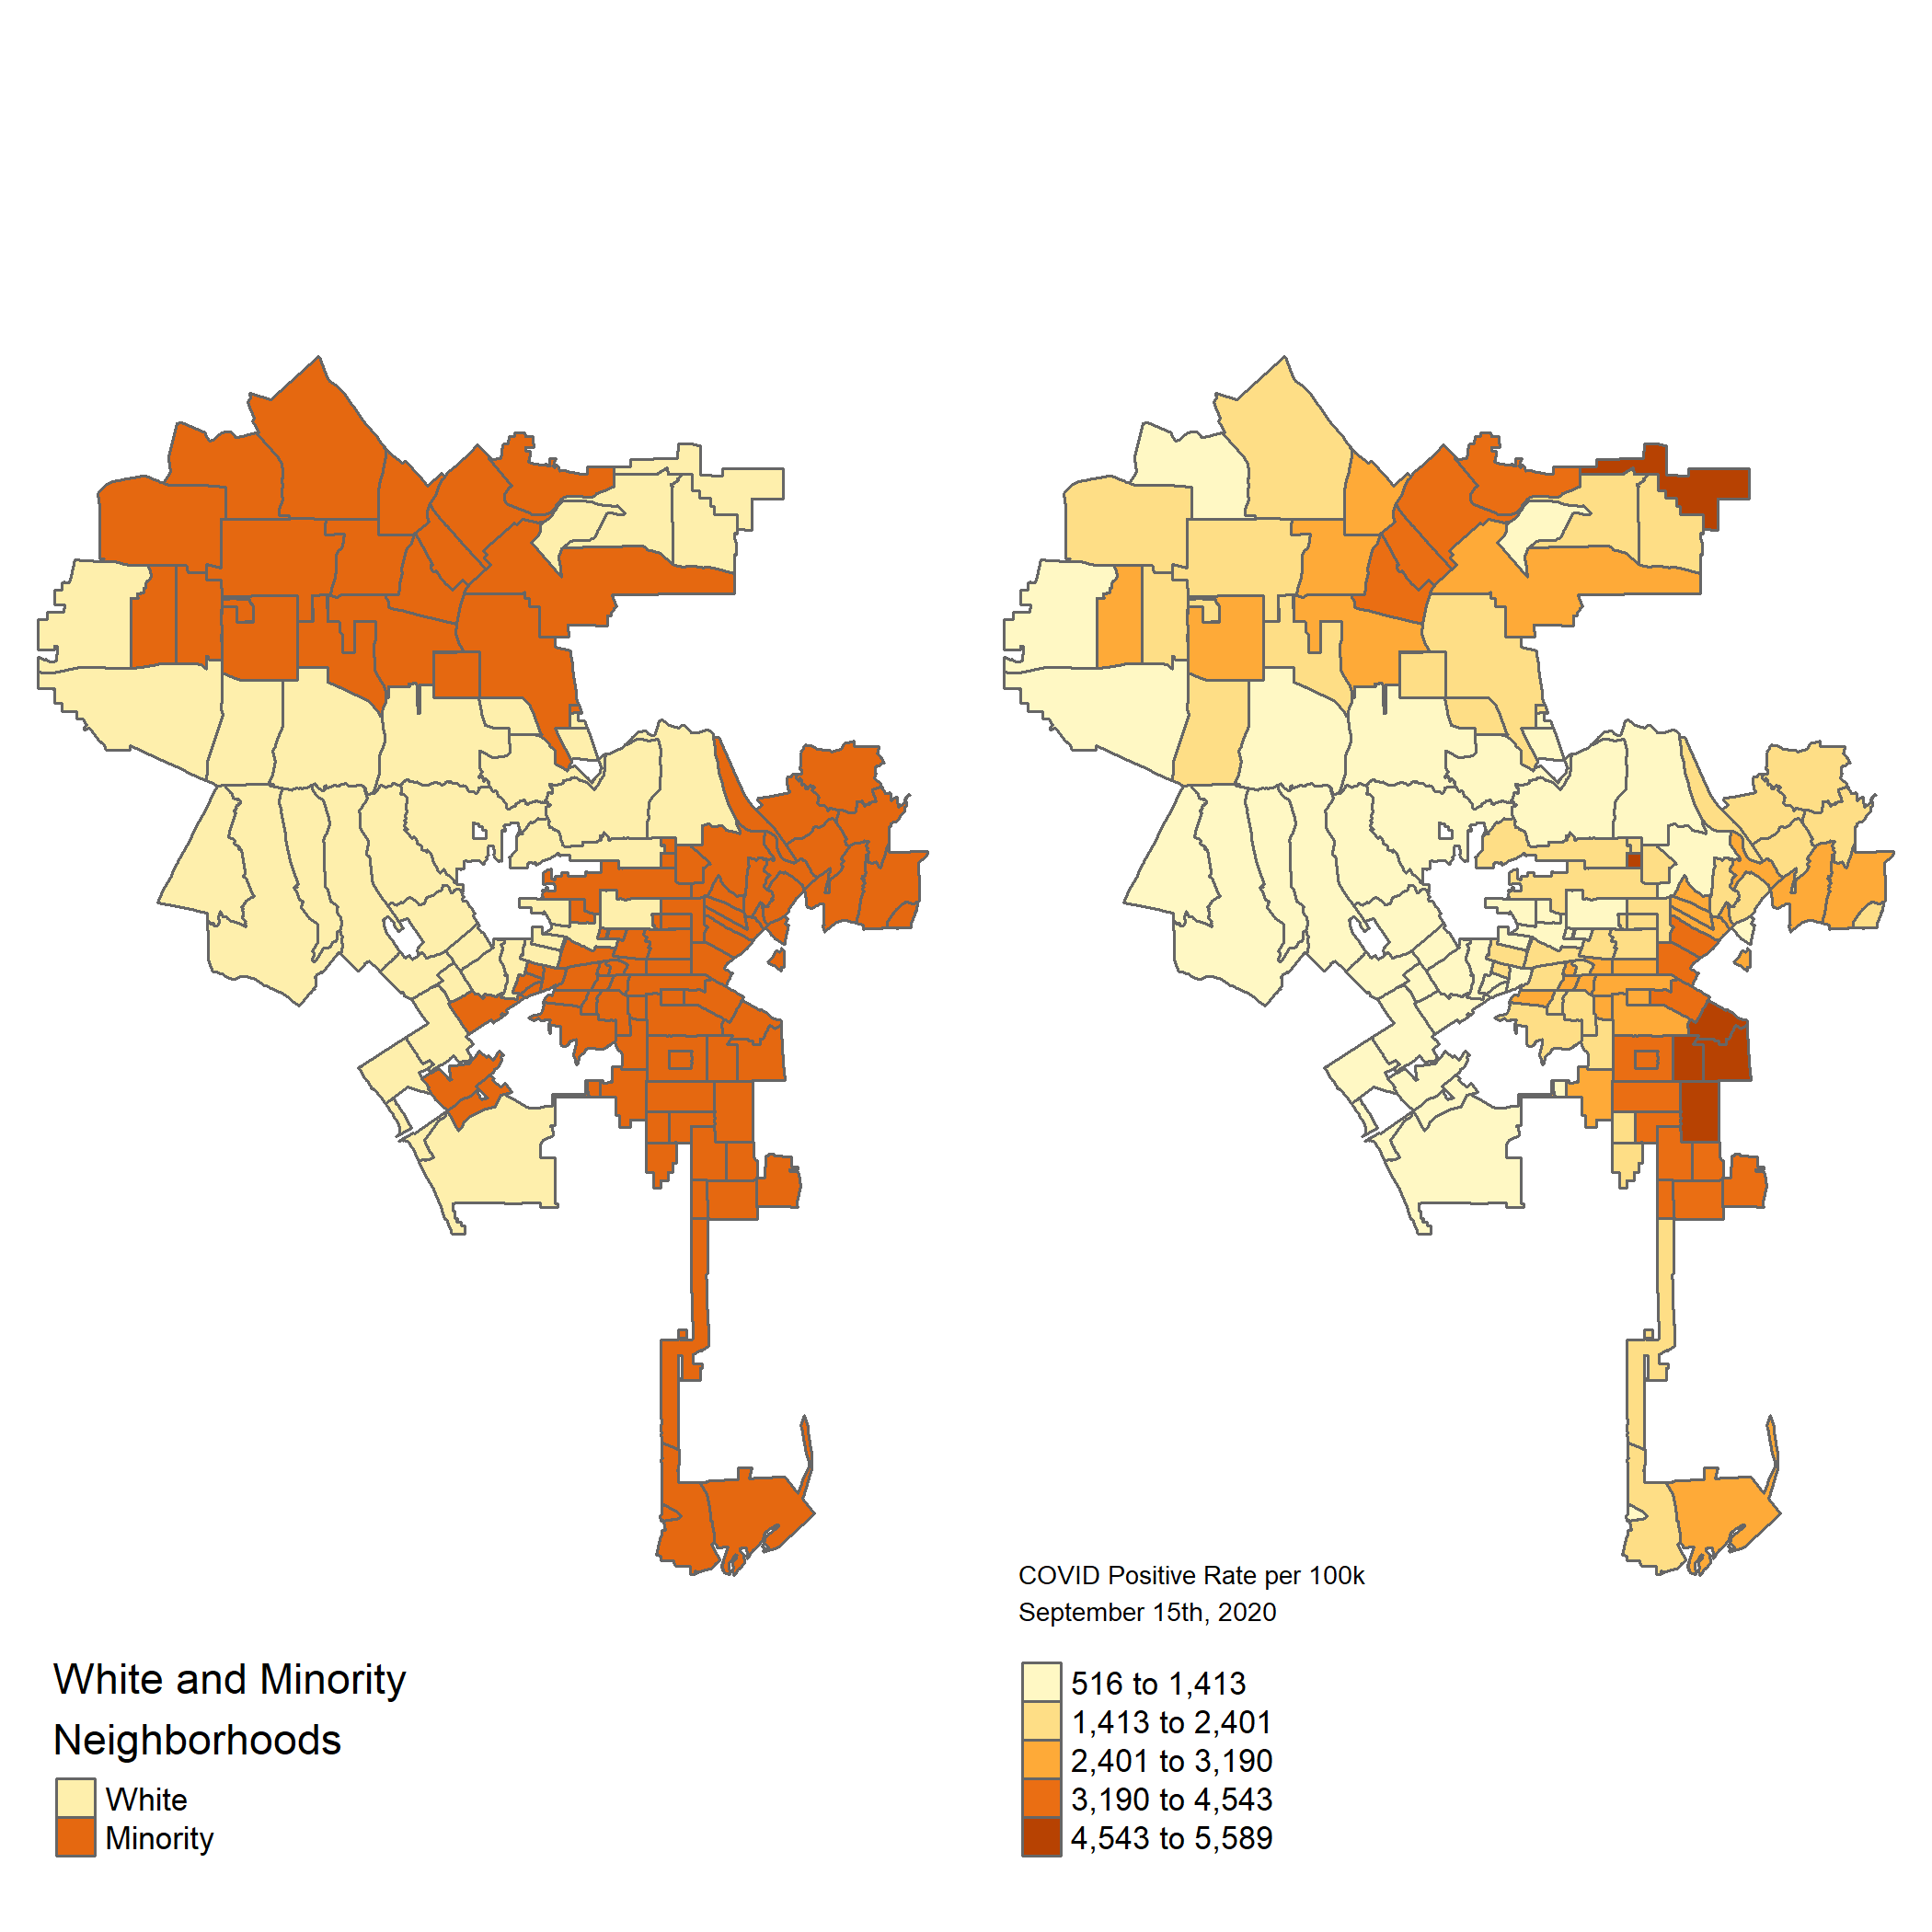 White and Minority
Neighborhoods
White
Minority
COVID Positive Rate per 100k
September 15th, 2020
516 to 1,413
1,413 to 2,401
2,401 to 3,190
3,190 to 4,543
4,543 to 5,589